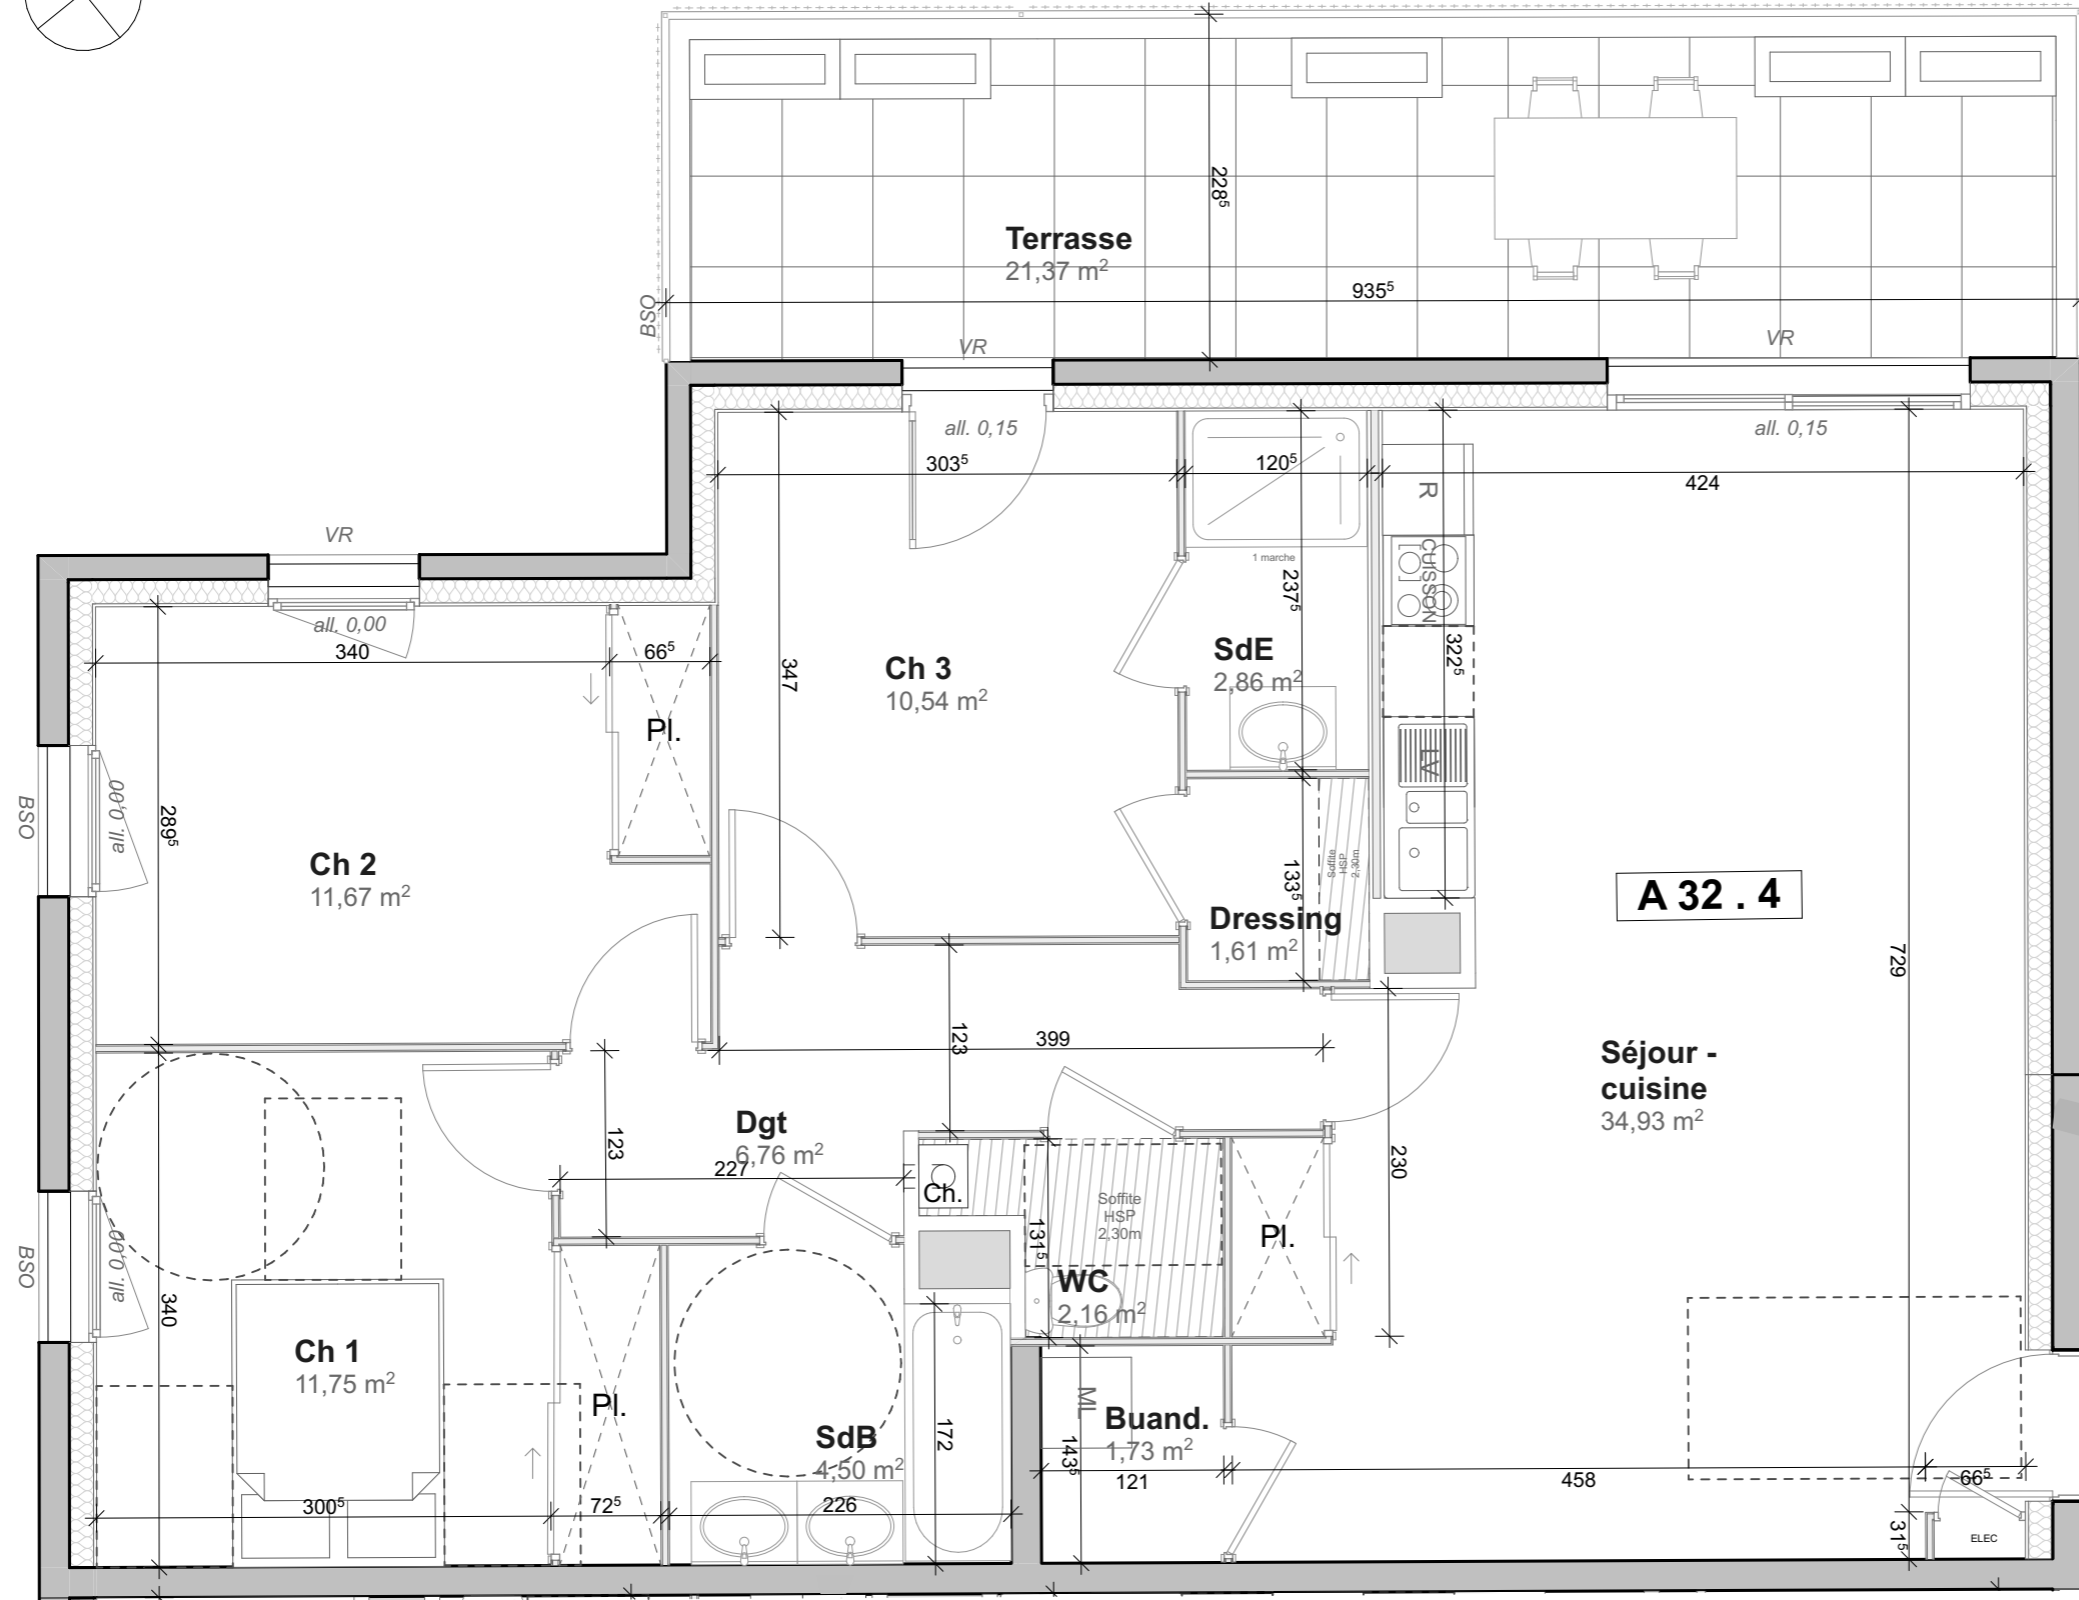 228⁵
Terrasse
21,37 m²
935⁵
BSO
VR
VR
all. 0,15
all. 0,15
303⁵
120⁵
424
R
1 marche
CUISSON
237⁵
VR
all. 0,00
340
66⁵
347
Ch 3
10,54 m²
SdE
2,86 m²
322⁵
Pl.
LV
BSO
all. 0,00
289⁵
Ch 2
11,67 m²
133⁵
Soffite
HSP
2,30m
A 32 . 4
Dressing
1,61 m²
729
123
399
Séjour -
cuisine
34,93 m²
123
Dgt
6,76 m²
227
230
Ch.
Soffite
HSP
2,30m
131⁵
Pl.
BSO
all. 0,00
340
WC
2,16 m²
Ch 1
11,75 m²
Pl.
SdB
4,50 m²
172
ML
Buand.
1,73 m²
143⁵
121
458
66⁵
300⁵
72⁵
226
31⁵
ELEC